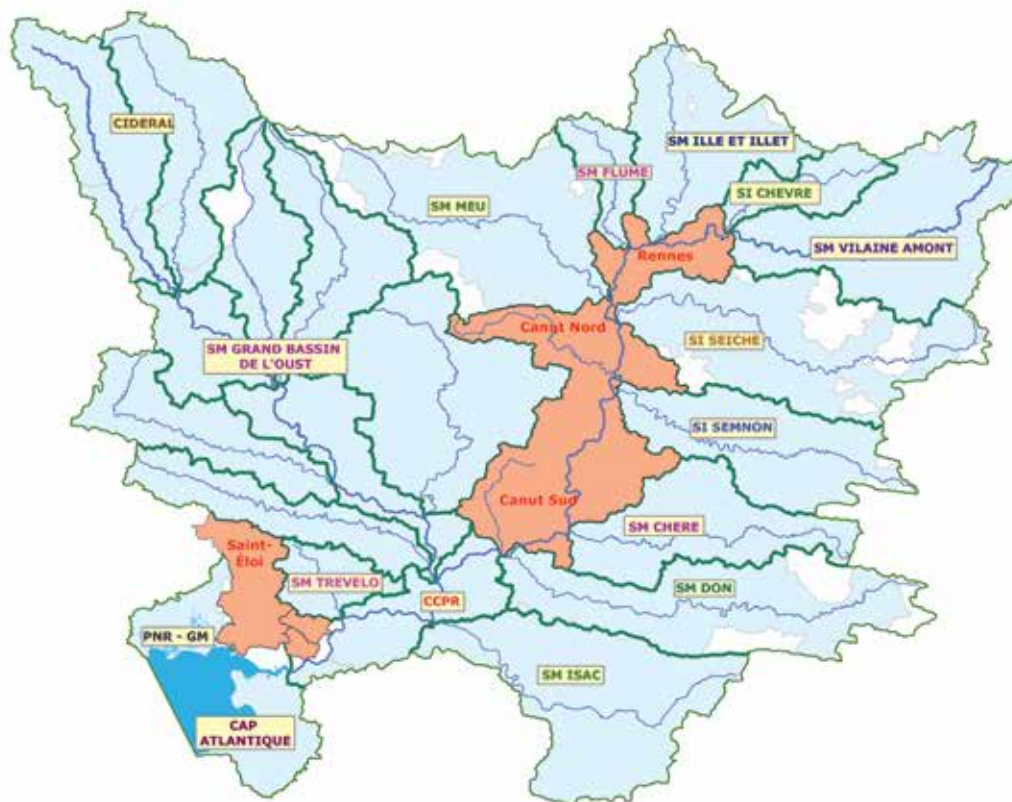 CIDERAL
SM ILLE ET ILLET
SM FLUME
SI CHEVRE
SM MEU
SM VILAINE AMONT
Rennes
Canut Nord
SI SEICHE
SM GRAND BASSIN
DE L'OUST
SI SEMNON
Canut Sud
SM CHERE
Saint-
Éloi
SM TREVELO
SM DON
CCPR
PNR - GM
SM ISAC
CAP
ATLANTIQUE